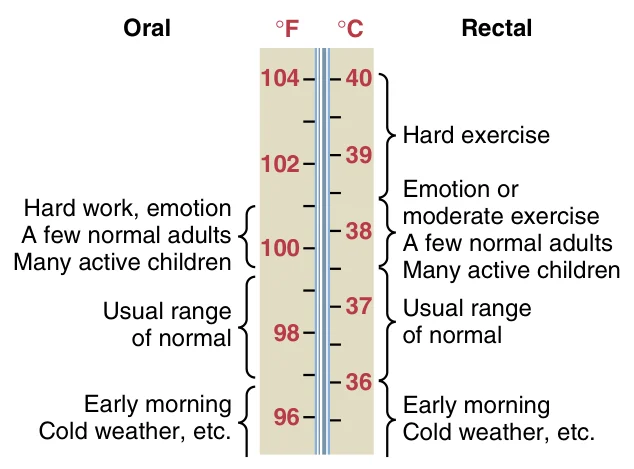 Oral °F °C Rectal
104 40
Hard exercise
102 39
Hard work, emotion
A few normal adults
Many active children
Emotion or
moderate exercise
A few normal adults
Many active children
38
100
Usual range
of normal
37
98
Usual range
of normal
36
Early morning
Cold weather, etc.
96
Early morning
Cold weather, etc.